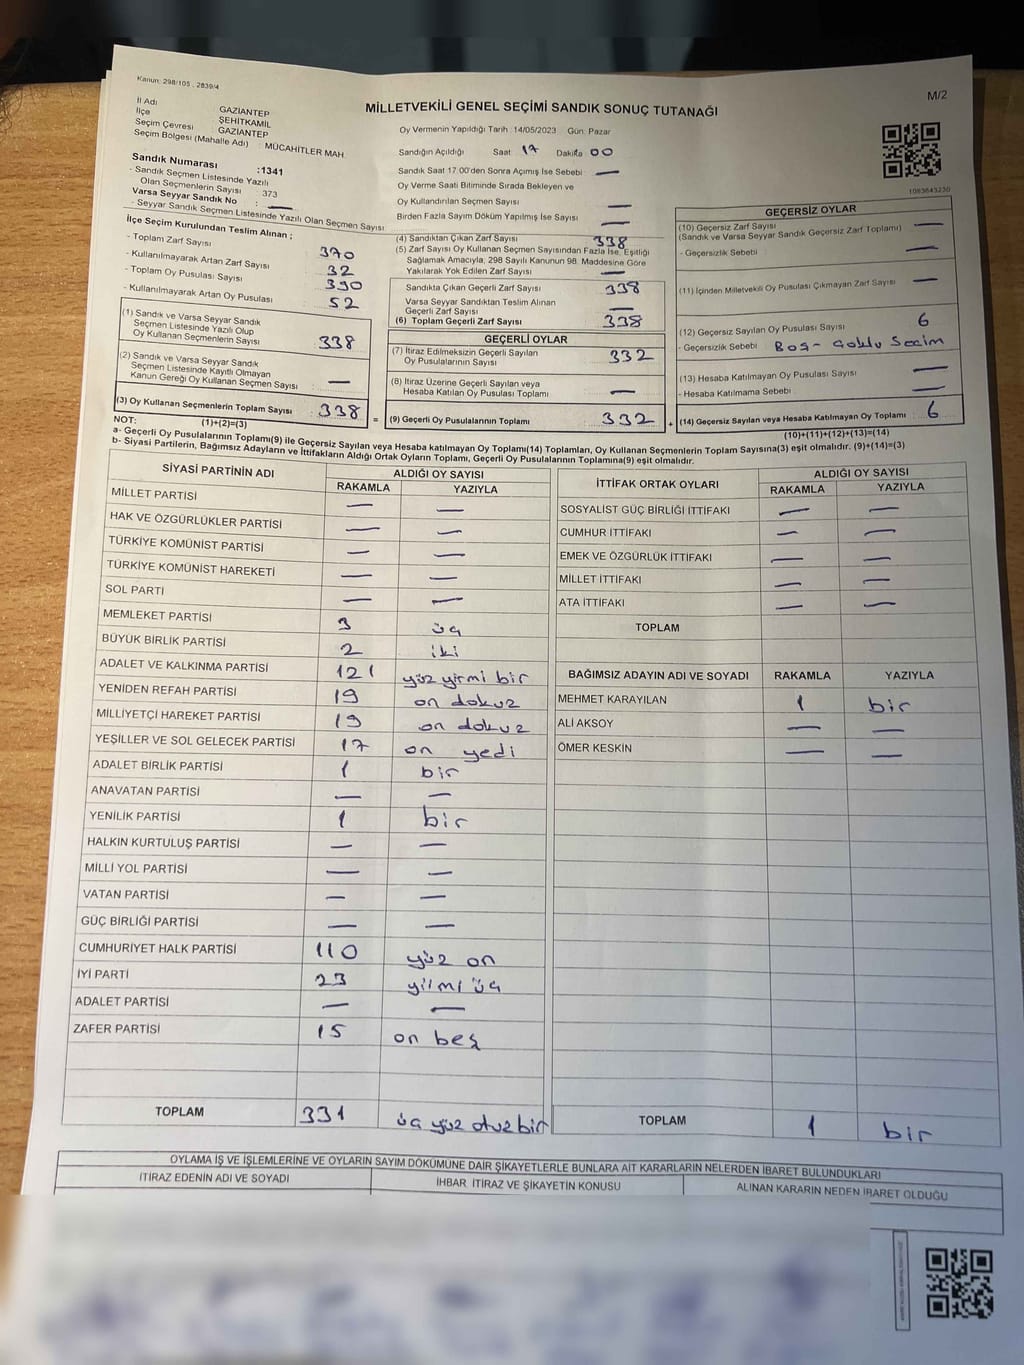 Kanun: 298/105 , 2839/4
M/2
MİLLETVEKİLİ GENEL SEÇİMİ SANDIK SONUÇ TUTANAĞI
İl Adı GAZİANTEP
İlçe ŞEHİTKAMİL
Seçim Çevresi GAZİANTEP
Seçim Bölgesi (Mahalle Adı) : MÜCAHİTLER MAH.
Sandık Numarası :1341
- Sandık Seçmen Listesinde Yazılı
Olan Seçmenlerin Sayısı : 373
Varsa Seyyar Sandık No : —
- Seyyar Sandık Seçmen Listesinde Yazılı Olan Seçmen Sayısı :
Oy Vermenin Yapıldığı Tarih :14/05/2023 Gün: Pazar
Sandığın Açıldığı Saat 17 Dakika 00
Sandık Saat 17.00'den Sonra Açımış İse Sebebi —
Oy Verme Saati Bitiminde Sırada Bekleyen ve
Oy Kullandırılan Seçmen Sayısı —
Birden Fazla Sayım Döküm Yapılmış İse Sayısı —
1083643230
İlçe Seçim Kurulundan Teslim Alınan ;
- Toplam Zarf Sayısı 370
- Kullanılmayarak Artan Zarf Sayısı 32
- Toplam Oy Pusulası Sayısı 390
- Kullanılmayarak Artan Oy Pusulası 52
(1) Sandık ve Varsa Seyyar Sandık
Seçmen Listesinde Yazılı Olup
Oy Kullanan Seçmenlerin Sayısı 338
(2) Sandık ve Varsa Seyyar Sandık
Seçmen Listesinde Kayıtlı Olmayan
Kanun Gereği Oy Kullanan Seçmen Sayısı —
(3) Oy Kullanan Seçmenlerin Toplam Sayısı : 338 =
(1)+(2)=(3)
(4) Sandıktan Çıkan Zarf Sayısı 338
(5) Zarf Sayısı Oy Kullanan Seçmen Sayısından Fazla İse, Eşitliği
Sağlamak Amacıyla, 298 Sayılı Kanunun 98. Maddesine Göre
Yakılarak Yok Edilen Zarf Sayısı —
Sandıkta Çıkan Geçerli Zarf Sayısı 338
Varsa Seyyar Sandıktan Teslim Alınan
Geçerli Zarf Sayısı —
(6) Toplam Geçerli Zarf Sayısı 338
GEÇERLİ OYLAR
(7) İtiraz Edilmeksizin Geçerli Sayılan
Oy Pusulalarının Sayısı 332
(8) İtiraz Üzerine Geçerli Sayılan veya
Hesaba Katılan Oy Pusulası Toplamı —
(9) Geçerli Oy Pusulalarının Toplamı 332 +
GEÇERSİZ OYLAR
(10) Geçersiz Zarf Sayısı
(Sandık ve Varsa Seyyar Sandık Geçersiz Zarf Toplamı) —
- Geçersizlik Sebebi : —
(11) İçinden Milletvekili Oy Pusulası Çıkmayan Zarf Sayısı —
(12) Geçersiz Sayılan Oy Pusulası Sayısı 6
- Geçersizlik Sebebi : Boş - Çoklu Seçim
(13) Hesaba Katılmayan Oy Pusulası Sayısı —
- Hesaba Katılmama Sebebi : —
(14) Geçersiz Sayılan veya Hesaba Katılmayan Oy Toplamı : 6
(10)+(11)+(12)+(13)=(14)
NOT:
a- Geçerli Oy Pusulalarının Toplamı(9) ile Geçersiz Sayılan veya Hesaba katılmayan Oy Toplamı(14) Toplamları, Oy Kullanan Seçmenlerin Toplam Sayısına(3) eşit olmalıdır. (9)+(14)=(3)
b- Siyasi Partilerin, Bağımsız Adayların ve İttifakların Aldığı Ortak Oyların Toplamı, Geçerli Oy Pusulalarının Toplamına(9) eşit olmalıdır.
SİYASİ PARTİNİN ADI ALDIĞI OY SAYISI
RAKAMLA YAZIYLA
MİLLET PARTİSİ — —
HAK VE ÖZGÜRLÜKLER PARTİSİ — —
TÜRKİYE KOMÜNİST PARTİSİ — —
TÜRKİYE KOMÜNİST HAREKETİ — —
SOL PARTİ — —
MEMLEKET PARTİSİ 3 üç
BÜYÜK BİRLİK PARTİSİ 2 iki
ADALET VE KALKINMA PARTİSİ 121 yüz yirmi bir
YENİDEN REFAH PARTİSİ 19 on dokuz
MİLLİYETÇİ HAREKET PARTİSİ 19 on dokuz
YEŞİLLER VE SOL GELECEK PARTİSİ 17 on yedi
ADALET BİRLİK PARTİSİ 1 bir
ANAVATAN PARTİSİ — —
YENİLİK PARTİSİ 1 bir
HALKIN KURTULUŞ PARTİSİ — —
MİLLİ YOL PARTİSİ — —
VATAN PARTİSİ — —
GÜÇ BİRLİĞİ PARTİSİ — —
CUMHURİYET HALK PARTİSİ 110 yüz on
İYİ PARTİ 23 yilmi üç
ADALET PARTİSİ — —
ZAFER PARTİSİ 15 on beş
TOPLAM 331 üç yüz otuz bir
İTTİFAK ORTAK OYLARI ALDIĞI OY SAYISI
RAKAMLA YAZIYLA
SOSYALİST GÜÇ BİRLİĞİ İTTİFAKI — —
CUMHUR İTTİFAKI — —
EMEK VE ÖZGÜRLÜK İTTİFAKI — —
MİLLET İTTİFAKI — —
ATA İTTİFAKI — —
TOPLAM
BAĞIMSIZ ADAYIN ADI VE SOYADI RAKAMLA YAZIYLA
MEHMET KARAYILAN 1 bir
ALİ AKSOY — —
ÖMER KESKİN — —
TOPLAM 1 bir
OYLAMA İŞ VE İŞLEMLERİNE VE OYLARIN SAYIM DÖKÜMÜNE DAİR ŞİKAYETLERLE BUNLARA AİT KARARLARIN NELERDEN İBARET BULUNDUKLARI
İTİRAZ EDENİN ADI VE SOYADI İHBAR İTİRAZ VE ŞİKAYETİN KONUSU ALINAN KARARIN NEDEN İBARET OLDUĞU